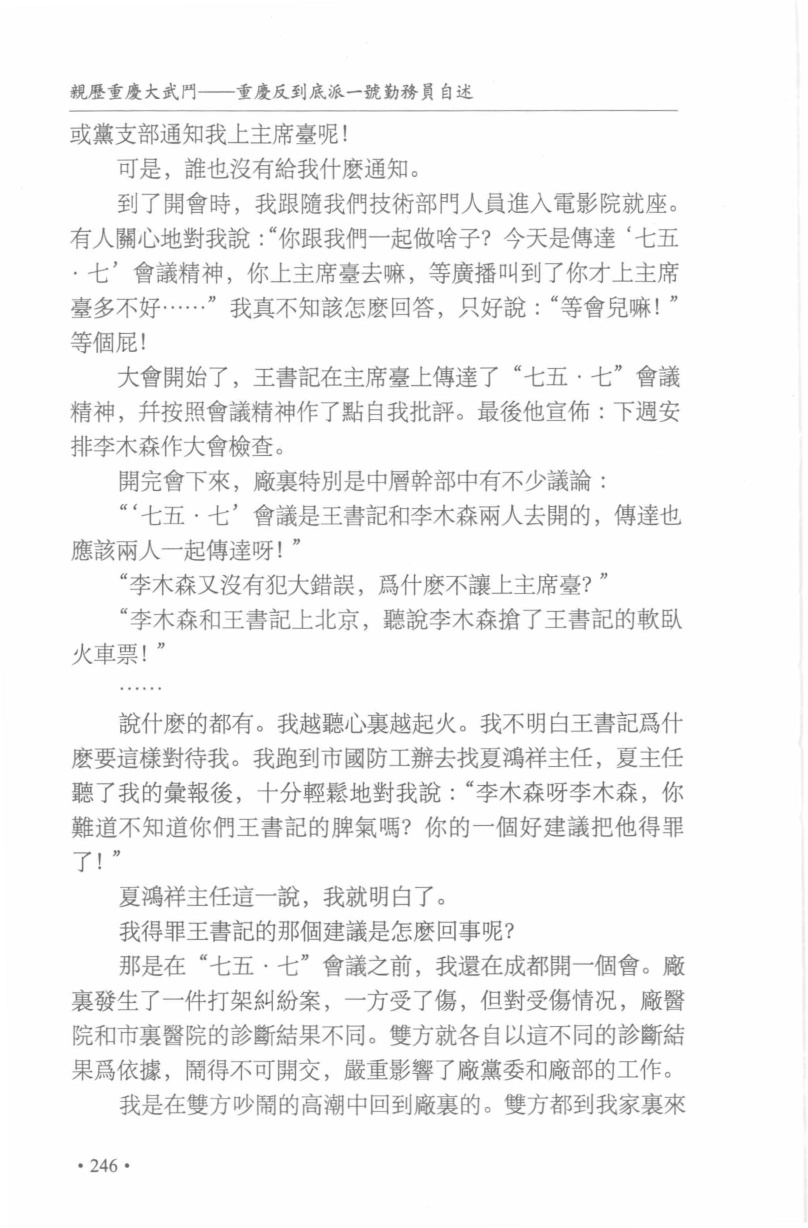 親歷重慶大武鬥——重慶反到底派一號勤務員自述
或黨支部通知我上主席臺呢！
可是，誰也沒有給我什麽通知。
到了開會時，我跟隨我們技術部門人員進入電影院就座。
有人關心地對我說：“你跟我們一起做啥子？今天是傳達‘七五
·七’會議精神，你上主席臺去嘛，等廣播叫到了你才上主席
臺多不好……”我真不知該怎麽回答，只好說：“等會兒嘛！”
等個屁！
大會開始了，王書記在主席臺上傳達了“七五·七”會議
精神，幷按照會議精神作了點自我批評。最後他宣佈：下週安
排李木森作大會檢查。
開完會下來，廠裏特別是中層幹部中有不少議論：
“‘七五·七’會議是王書記和李木森兩人去開的，傳達也
應該兩人一起傳達呀！”
“李木森又沒有犯大錯誤，爲什麽不讓上主席臺？”
“李木森和王書記上北京，聽說李木森搶了王書記的軟臥
火車票！”
……
說什麽的都有。我越聽心裏越起火。我不明白王書記爲什
麽要這樣對待我。我跑到市國防工辦去找夏鴻祥主任，夏主任
聽了我的彙報後，十分輕鬆地對我說：“李木森呀李木森，你
難道不知道你們王書記的脾氣嗎？你的一個好建議把他得罪
了！”
夏鴻祥主任這一說，我就明白了。
我得罪王書記的那個建議是怎麽回事呢？
那是在“七五·七”會議之前，我還在成都開一個會。廠
裏發生了一件打架糾紛案，一方受了傷，但對受傷情况，廠醫
院和市裏醫院的診斷結果不同。雙方就各自以這不同的診斷結
果爲依據，鬧得不可開交，嚴重影響了廠黨委和廠部的工作。
我是在雙方吵鬧的高潮中回到廠裏的。雙方都到我家裏來
·246·